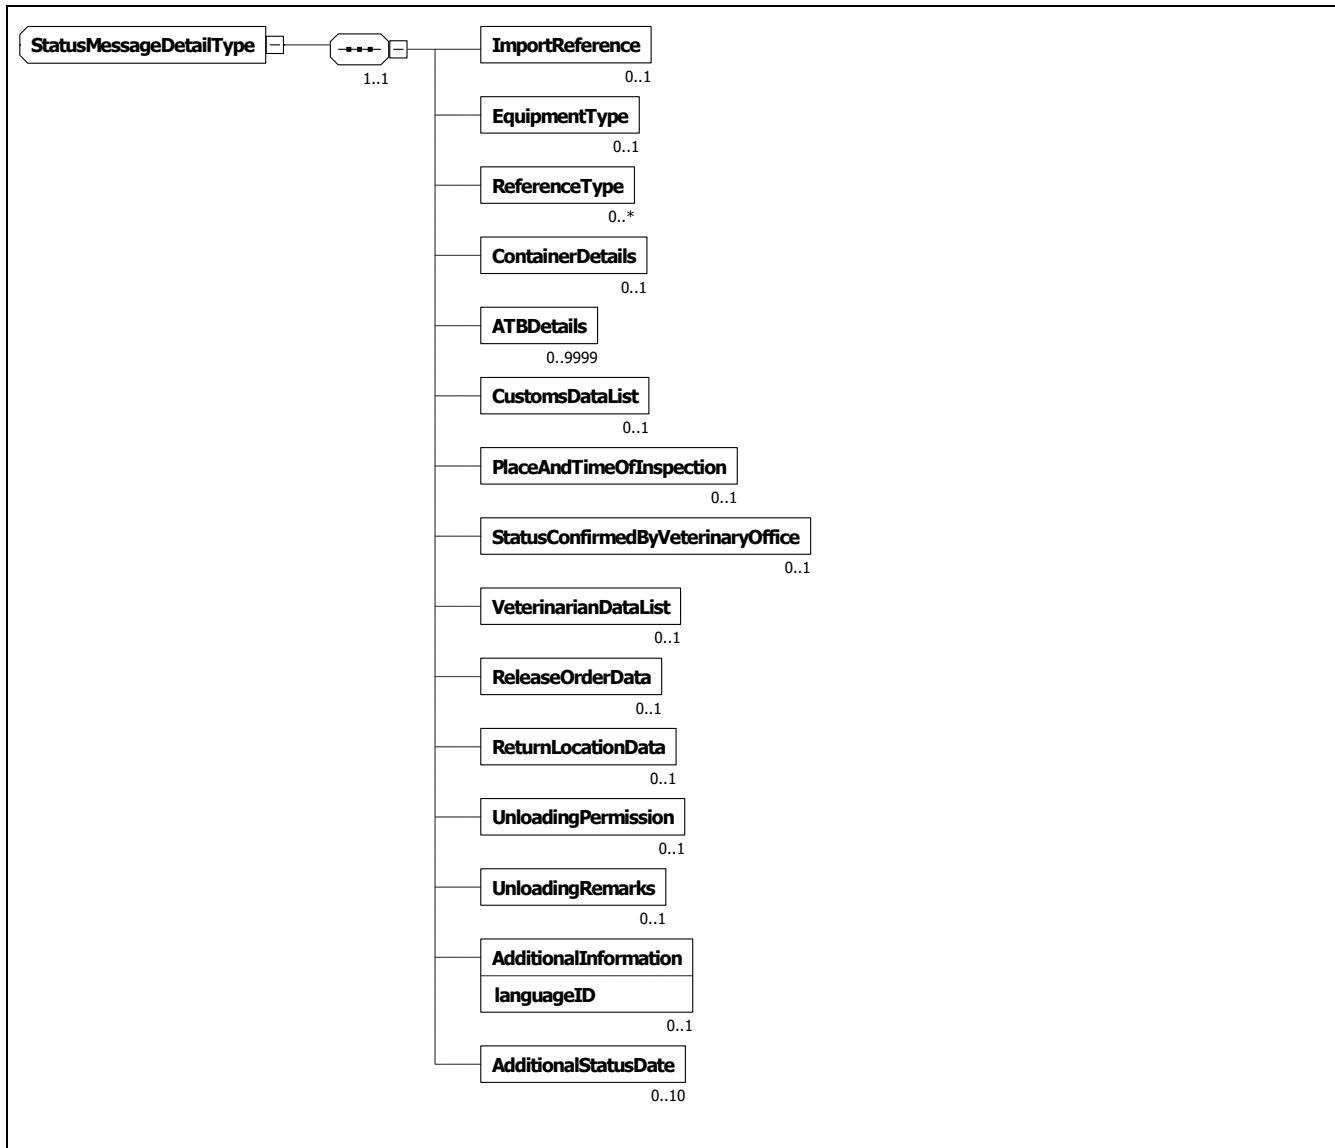 StatusMessageDetailType
1..1
ImportReference
0..1
EquipmentType
0..1
ReferenceType
0..*
ContainerDetails
0..1
ATBDetails
0..9999
CustomsDataList
0..1
PlaceAndTimeOfInspection
0..1
StatusConfirmedByVeterinaryOffice
0..1
VeterinarianDataList
0..1
ReleaseOrderData
0..1
ReturnLocationData
0..1
UnloadingPermission
0..1
UnloadingRemarks
0..1
AdditionalInformation
languageID
0..1
AdditionalStatusDate
0..10